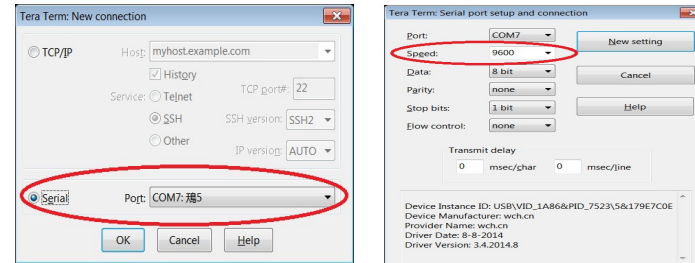 Tera Term: New connection
TCP/IP
Host: myhost.example.com
History
Service: Telnet
TCP port#: 22
SSH
SSH version: SSH2
Other
IP version: AUTO
Serial
Port: COM7:
OK
Cancel
Help
Tera Term: Serial port setup and connection
Port: COM7
New setting
Speed: 9600
Data: 8 bit
Cancel
Parity: none
Stop bits: 1 bit
Help
Flow control: none
Transmit delay
0 msec/char 0 msec/line
Device Instance ID: USB\VID_1A86&PID_7523\5&179E7C0E
Device Manufacturer: wch.cn
Provider Name: wch.cn
Driver Date: 8-8-2014
Driver Version: 3.4.2014.8